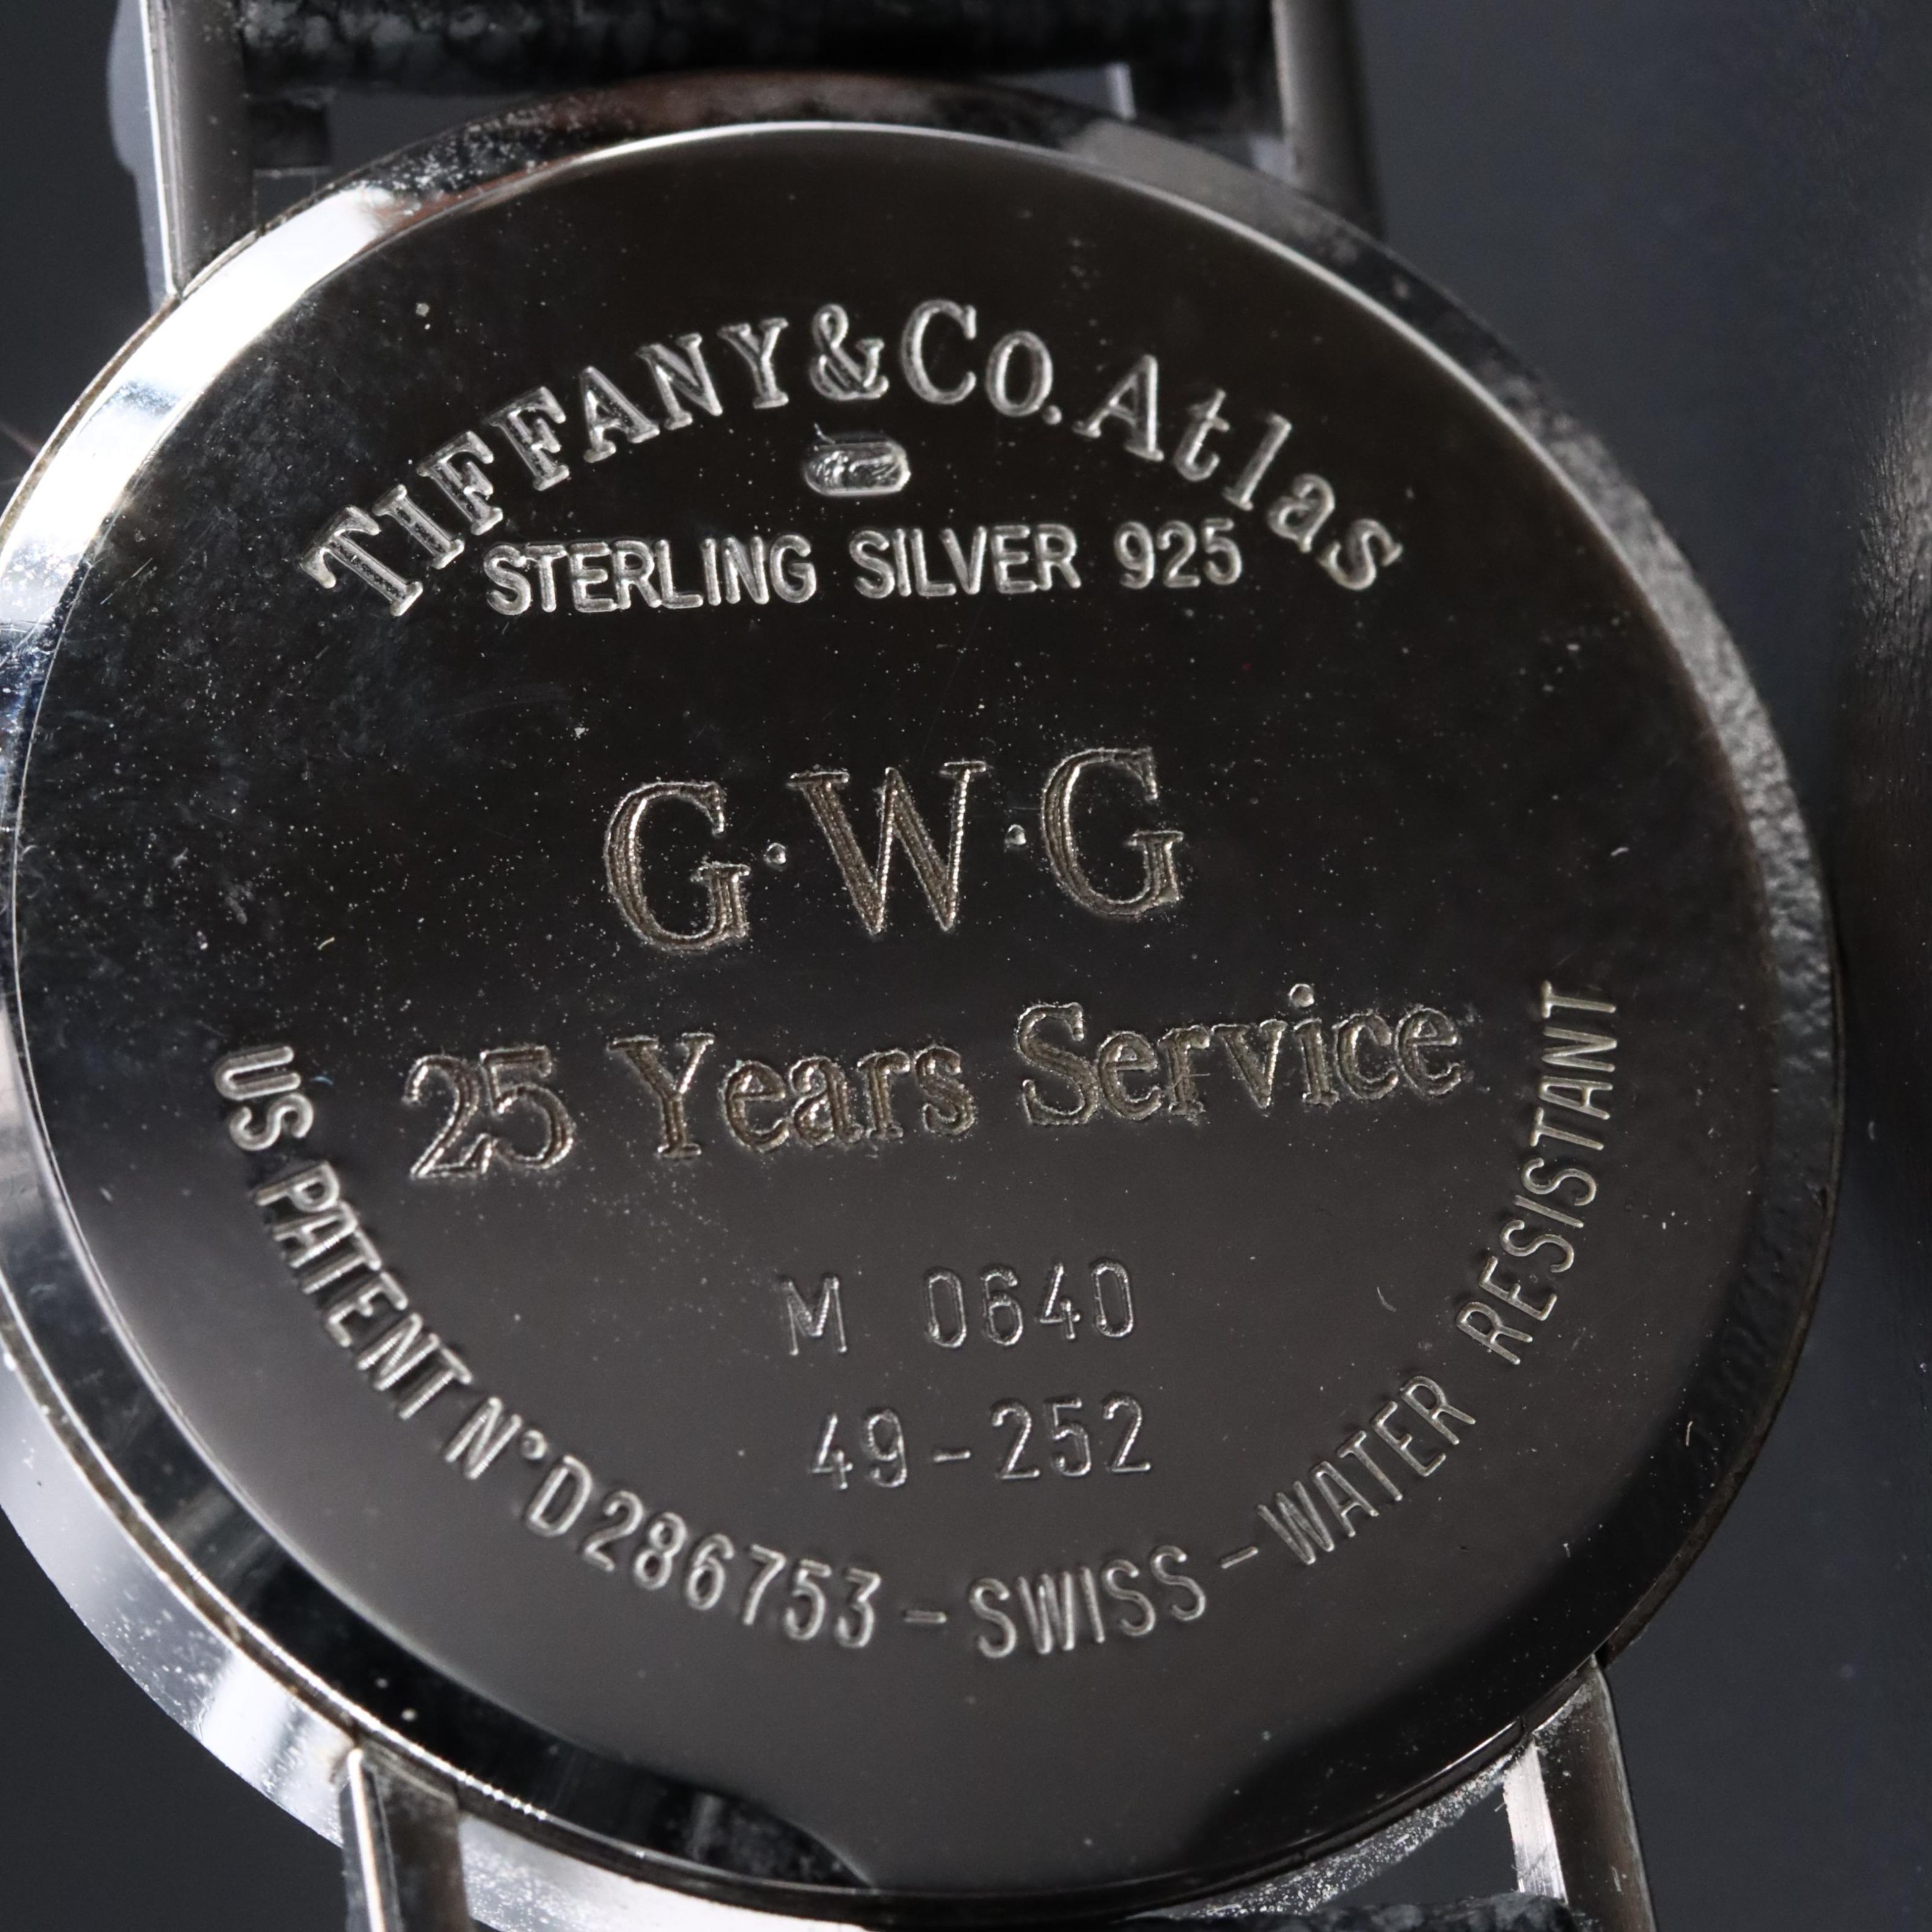 TIFFANY & Co. Atlas
STERLING SILVER 925
G·W·G
25 Years Service
M 0640
49-252
US PATENT N° D286753 - SWISS - WATER RESISTANT